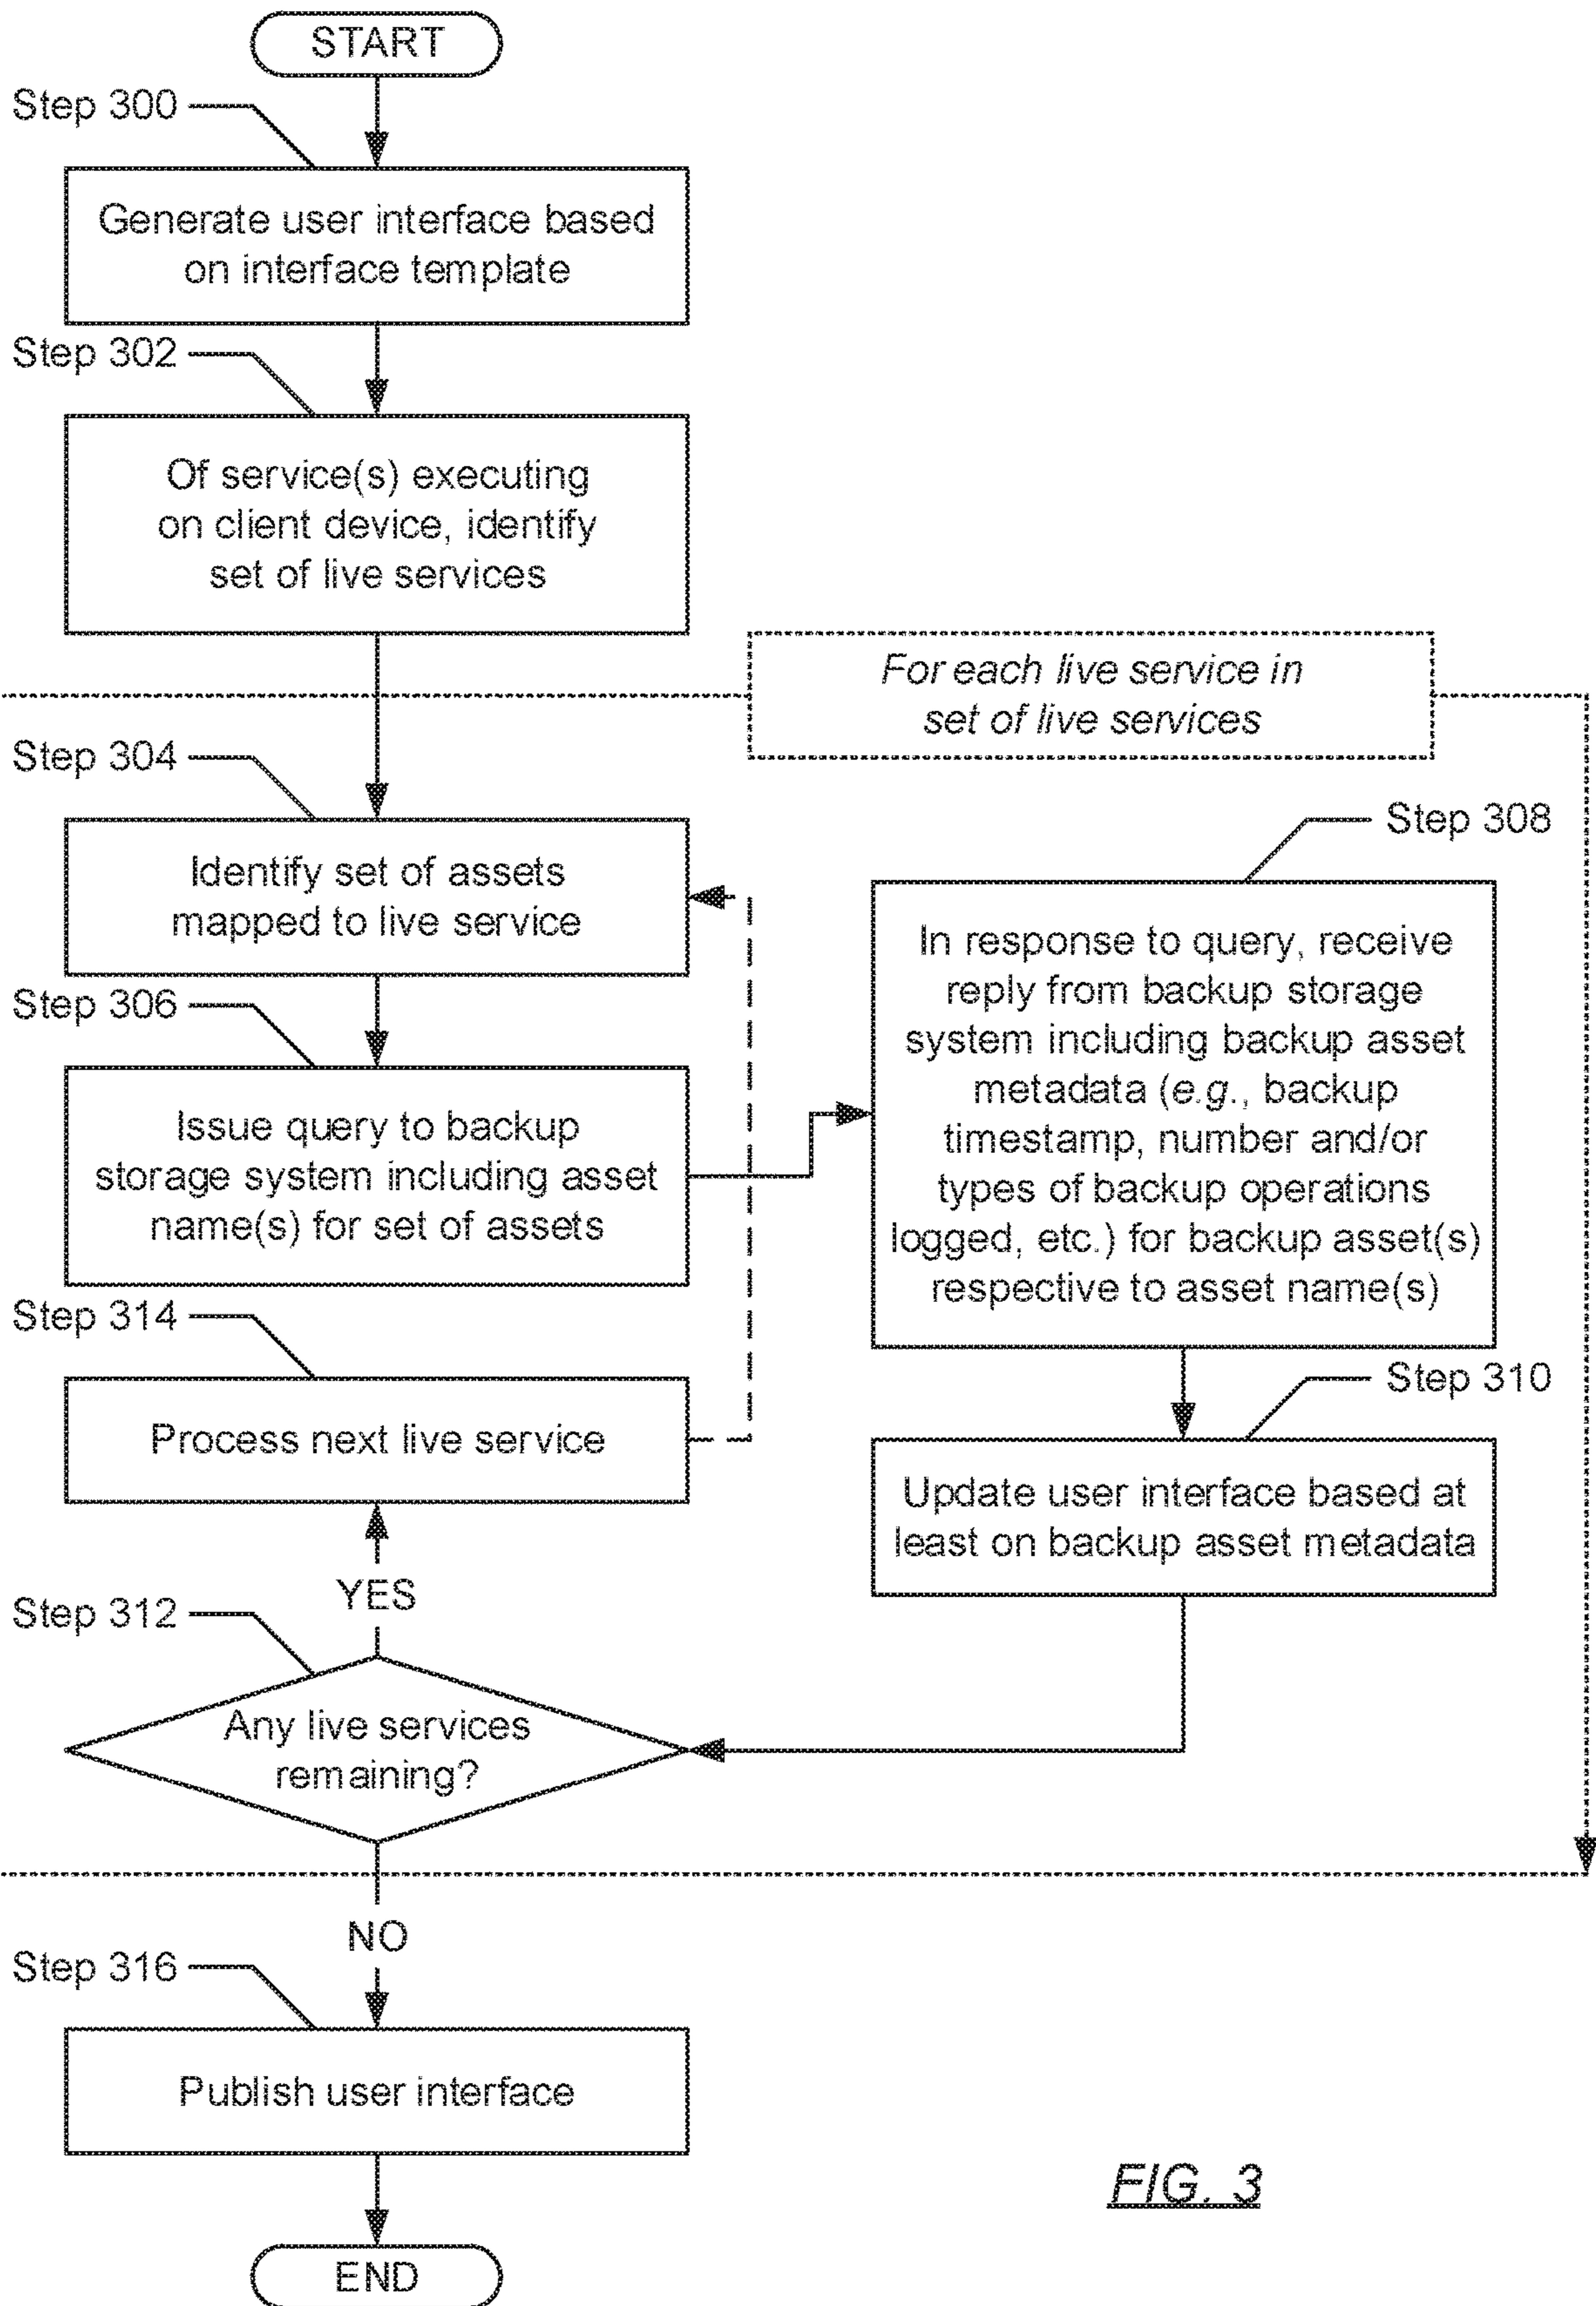 START
Step 300
Generate user interface based
on interface template
Step 302
Of service(s) executing
on client device, identify
set of live services
For each live service in
set of live services
Step 304
Identify set of assets
mapped to live service
Step 306
Issue query to backup
storage system including asset
name(s) for set of assets
Step 308
In response to query, receive
reply from backup storage
system including backup asset
metadata (e.g., backup
timestamp, number and/or
types of backup operations
logged, etc.) for backup asset(s)
respective to asset name(s)
Step 310
Update user interface based at
least on backup asset metadata
Step 314
Process next live service
YES
Step 312
Any live services
remaining?
NO
Step 316
Publish user interface
END
FIG. 3